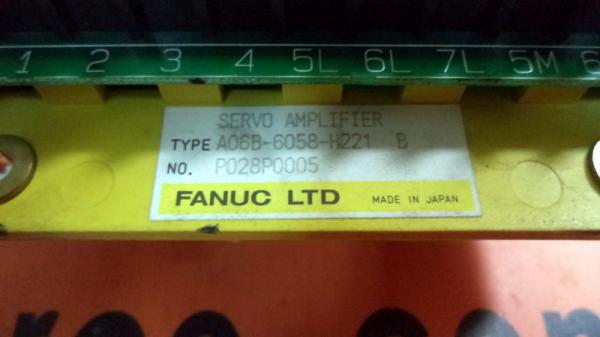 1 2 3 4 5L 6L 7L 5M 6
SERVO AMPLIFIER
TYPE A06B-6058-H221 B
NO. P028P0005
FANUC LTD MADE IN JAPAN